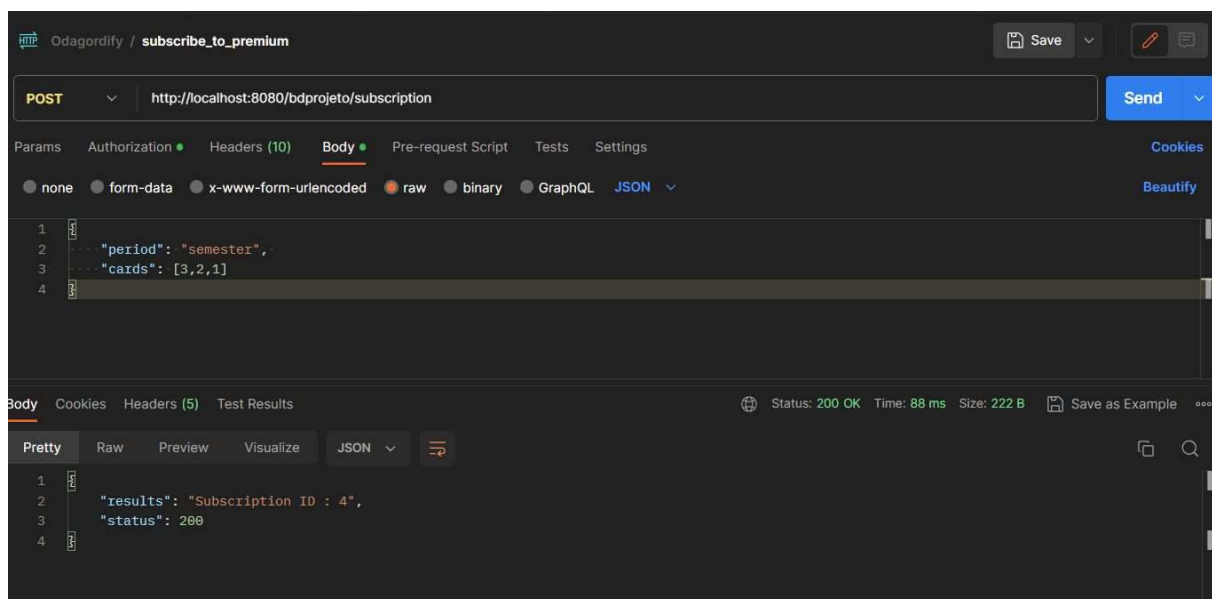 HTTP Odagordify / subscribe_to_premium Save
POST http://localhost:8080/bdprojeto/subscription Send
Params Authorization Headers (10) Body Pre-request Script Tests Settings Cookies
none form-data x-www-form-urlencoded raw binary GraphQL JSON Beautify
1 {
2 "period": "semester",
3 "cards": [3,2,1]
4 }
Body Cookies Headers (5) Test Results Status: 200 OK Time: 88 ms Size: 222 B Save as Example
Pretty Raw Preview Visualize JSON
1 {
2 "results": "Subscription ID : 4",
3 "status": 200
4 }